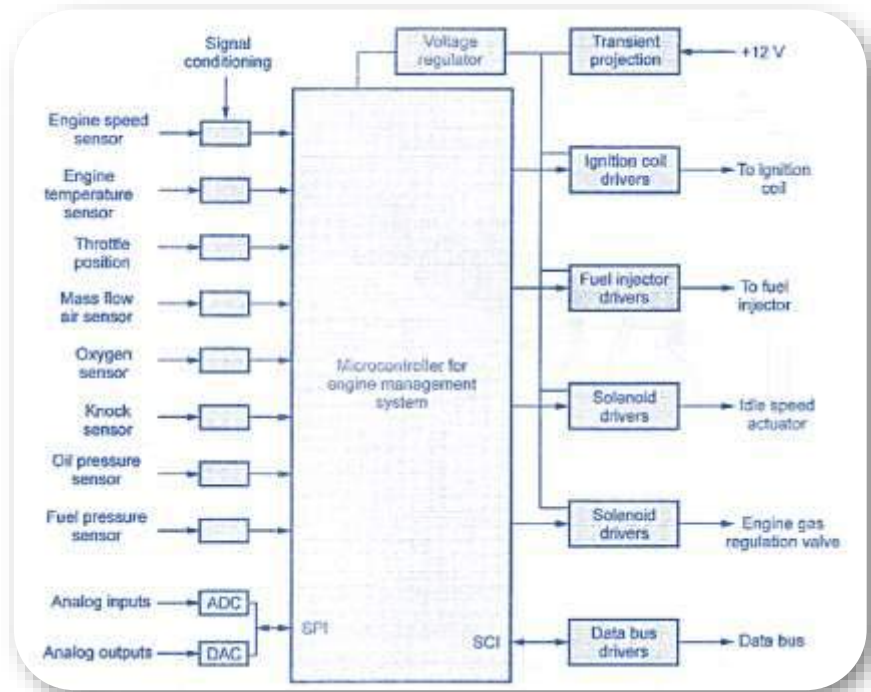 Signal
conditioning
Voltage
regulator
Transient
projection
+12 V
Engine speed
sensor
Engine
temperature
sensor
Throttle
position
Mass flow
air sensor
Oxygen
sensor
Knock
sensor
Oil pressure
sensor
Fuel pressure
sensor
Analog inputs
ADC
Analog outputs
DAC
SPI
Microcontroller for
engine management
system
SCI
Ignition coil
drivers
To ignition
coil
Fuel injector
drivers
To fuel
injector
Solenoid
drivers
Idle speed
actuator
Solenoid
drivers
Engine gas
regulation valve
Data bus
drivers
Data bus